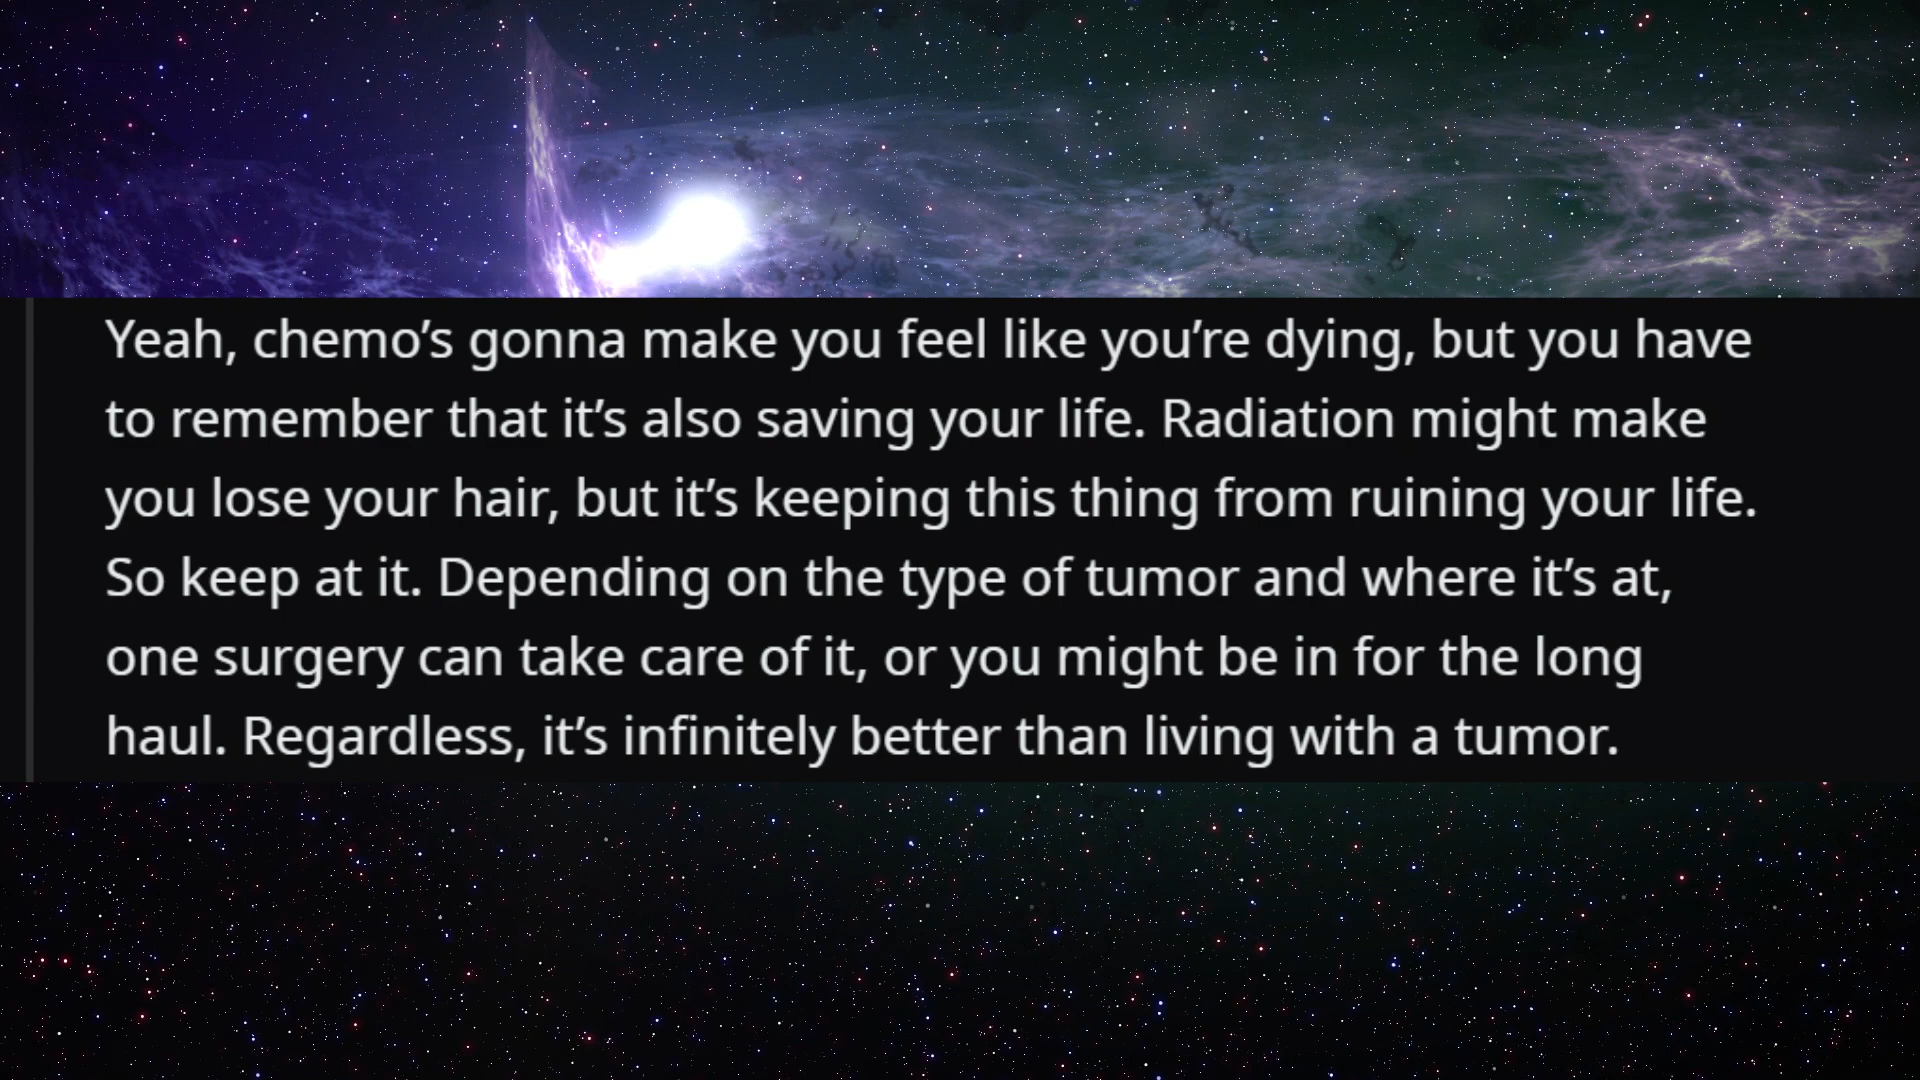 Yeah, chemo’s gonna make you feel like you’re dying, but you have
to remember that it’s also saving your life. Radiation might make
you lose your hair, but it’s keeping this thing from ruining your life.
So keep at it. Depending on the type of tumor and where it’s at,
one surgery can take care of it, or you might be in for the long
haul. Regardless, it’s infinitely better than living with a tumor.